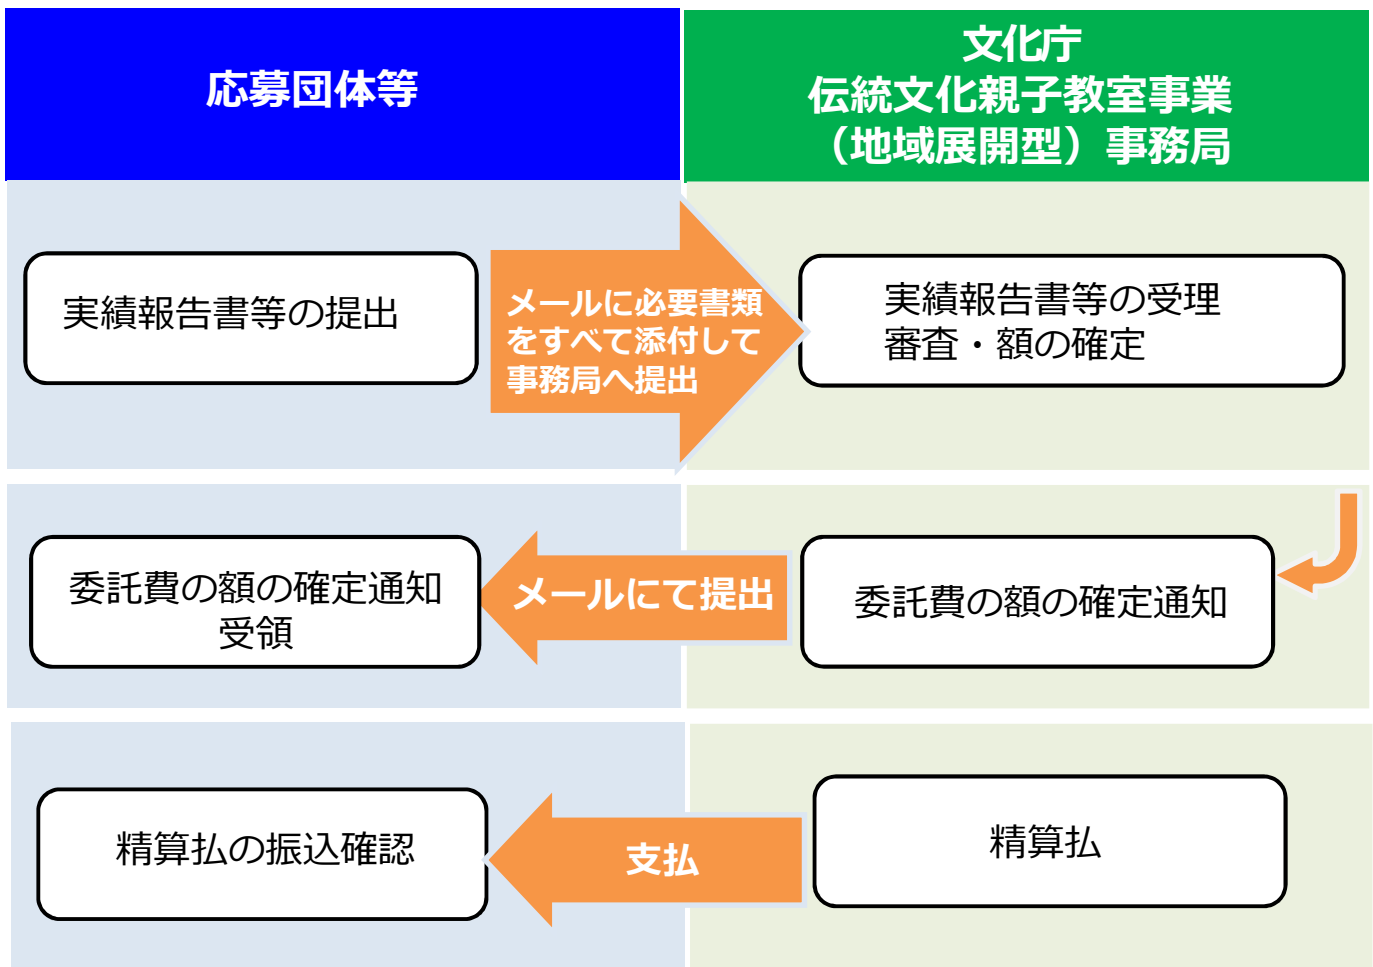 応募団体等
文化庁
伝統文化親子教室事業
（地域展開型）事務局
実績報告書等の提出
メールに必要書類
をすべて添付して
事務局へ提出
実績報告書等の受理
審査・額の確定
委託費の額の確定通知
受領
メールにて提出
委託費の額の確定通知
精算払の振込確認
支払
精算払